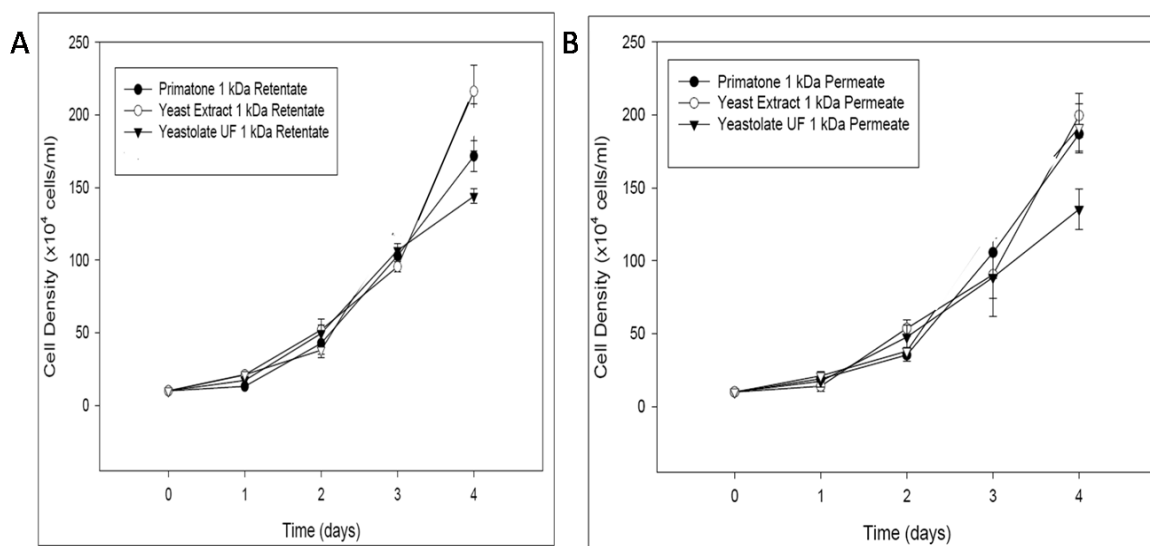 A
250
200
150
100
50
0
Cell Density (x10⁴ cells/ml)
Primatone 1 kDa Retentate
Yeast Extract 1 kDa Retentate
Yeastolate UF 1 kDa Retentate
0 1 2 3 4
Time (days)
B
250
200
150
100
50
0
Cell Density (x10⁴ cells/ml)
Primatone 1 kDa Permeate
Yeast Extract 1 kDa Permeate
Yeastolate UF 1 kDa Permeate
0 1 2 3 4
Time (days)